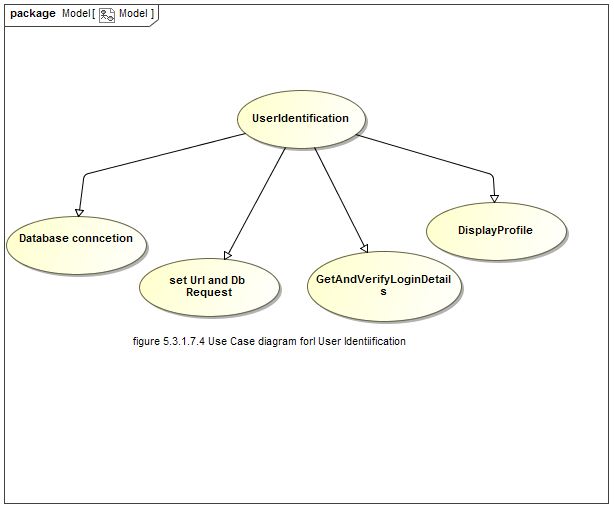 package Model [ Model ]
UserIdentification
Database conncetion
set Url and Db
Request
GetAndVerifyLoginDetail
s
DisplayProfile
figure 5.3.1.7.4 Use Case diagram forl User Identiification